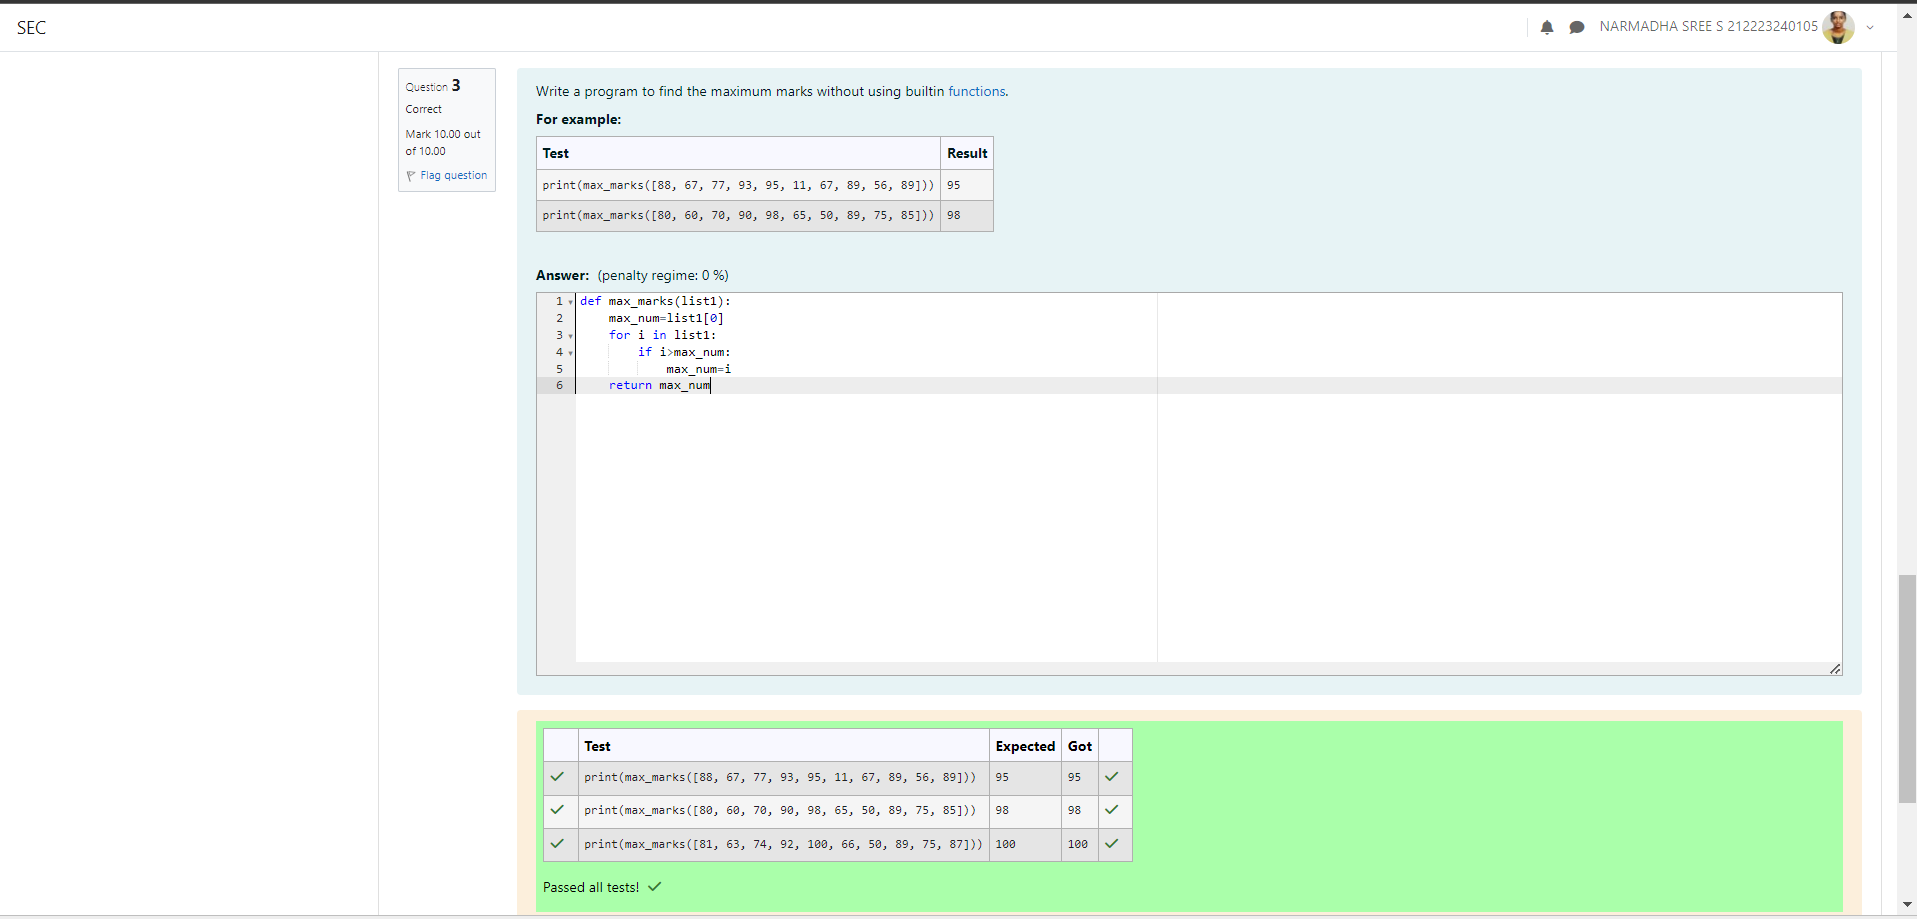 SEC
NARMADHA SREE S 212223240105
Question 3
Correct
Mark 10.00 out
of 10.00
Flag question
Write a program to find the maximum marks without using builtin functions.
For example:
Test Result
print(max_marks([88, 67, 77, 93, 95, 11, 67, 89, 56, 89])) 95
print(max_marks([80, 60, 70, 90, 98, 65, 50, 89, 75, 85])) 98
Answer: (penalty regime: 0 %)
1 def max_marks(list1):
2     max_num=list1[0]
3     for i in list1:
4         if i>max_num:
5             max_num=i
6     return max_num
Test Expected Got
print(max_marks([88, 67, 77, 93, 95, 11, 67, 89, 56, 89])) 95 95
print(max_marks([80, 60, 70, 90, 98, 65, 50, 89, 75, 85])) 98 98
print(max_marks([81, 63, 74, 92, 100, 66, 50, 89, 75, 87])) 100 100
Passed all tests!